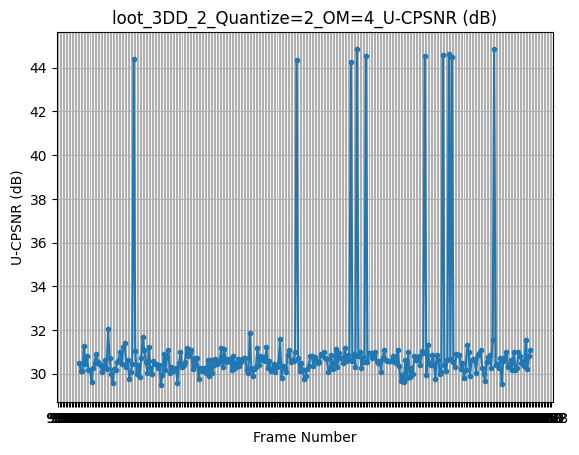 loot_3DD_2_Quantize=2_OM=4_U-CPSNR (dB)
44
42
40
38
36
34
32
30
U-CPSNR (dB)
Frame Number